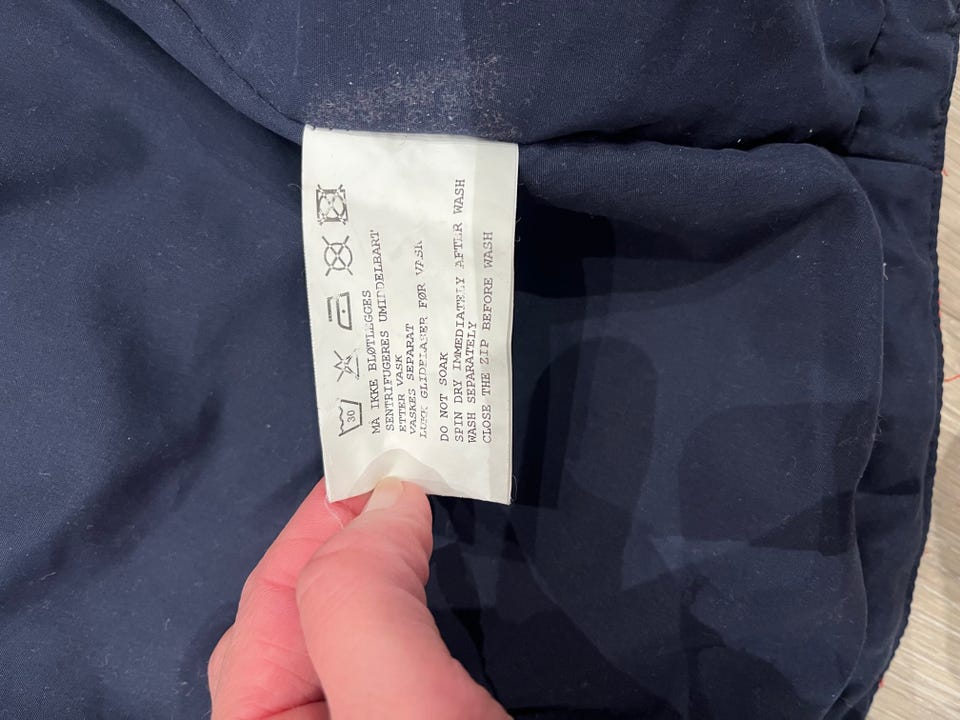 30
MÅ IKKE BLØTLEGGES
SENTRIFUGERES UMIDDELBART
ETTER VASK
VASKES SEPARAT
LUKK GLIDELÅSER FØR VASK
DO NOT SOAK
SPIN DRY IMMEDIATELY AFTER WASH
WASH SEPARATELY
CLOSE THE ZIP BEFORE WASH